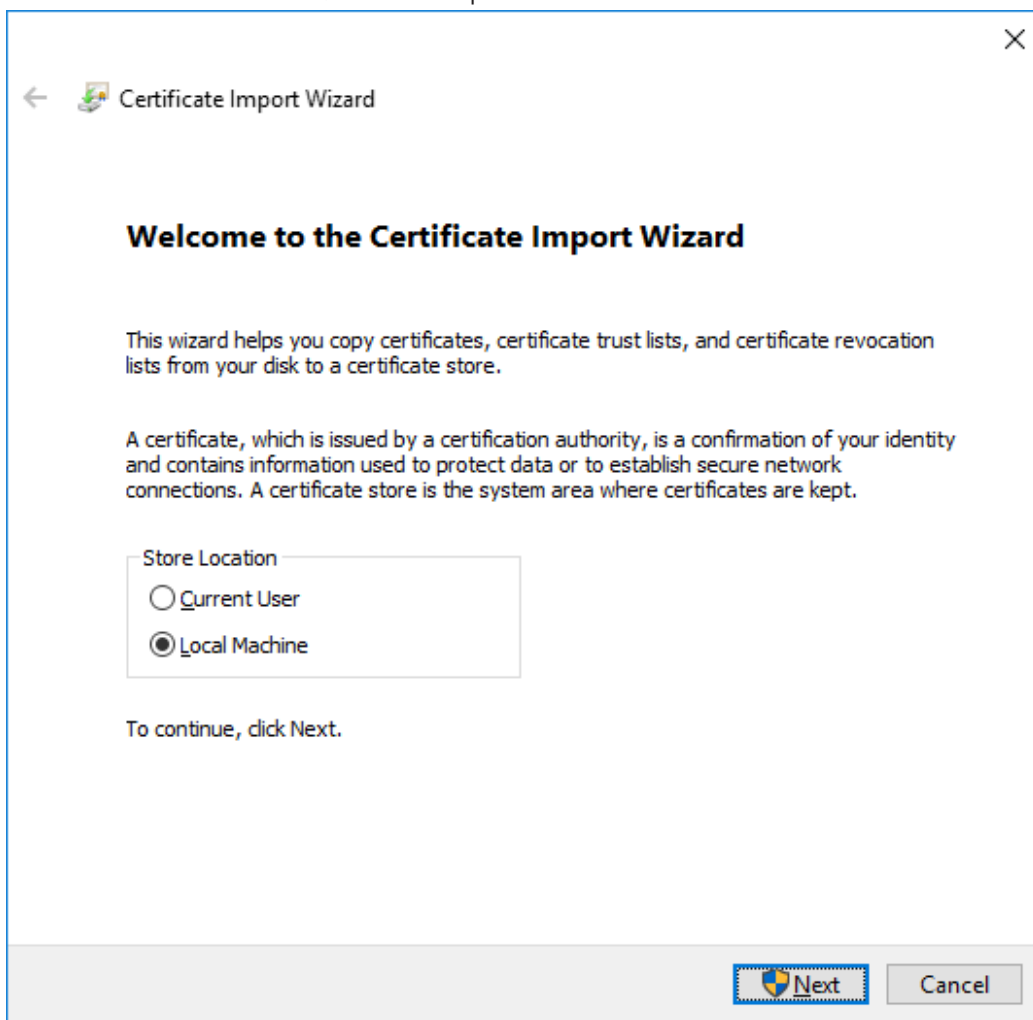 Certificate Import Wizard
Welcome to the Certificate Import Wizard
This wizard helps you copy certificates, certificate trust lists, and certificate revocation
lists from your disk to a certificate store.
A certificate, which is issued by a certification authority, is a confirmation of your identity
and contains information used to protect data or to establish secure network
connections. A certificate store is the system area where certificates are kept.
Store Location
Current User
Local Machine
To continue, click Next.
Next
Cancel